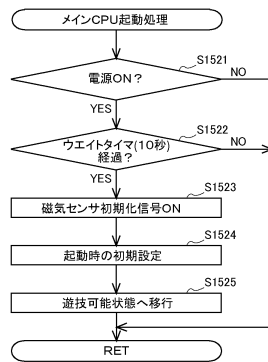 メインCPU起動処理
S1521
電源ON？
NO
YES
S1522
ウエイトタイマ(10秒)
経過？
NO
YES
S1523
磁気センサ初期化信号ON
S1524
起動時の初期設定
S1525
遊技可能状態へ移行
RET